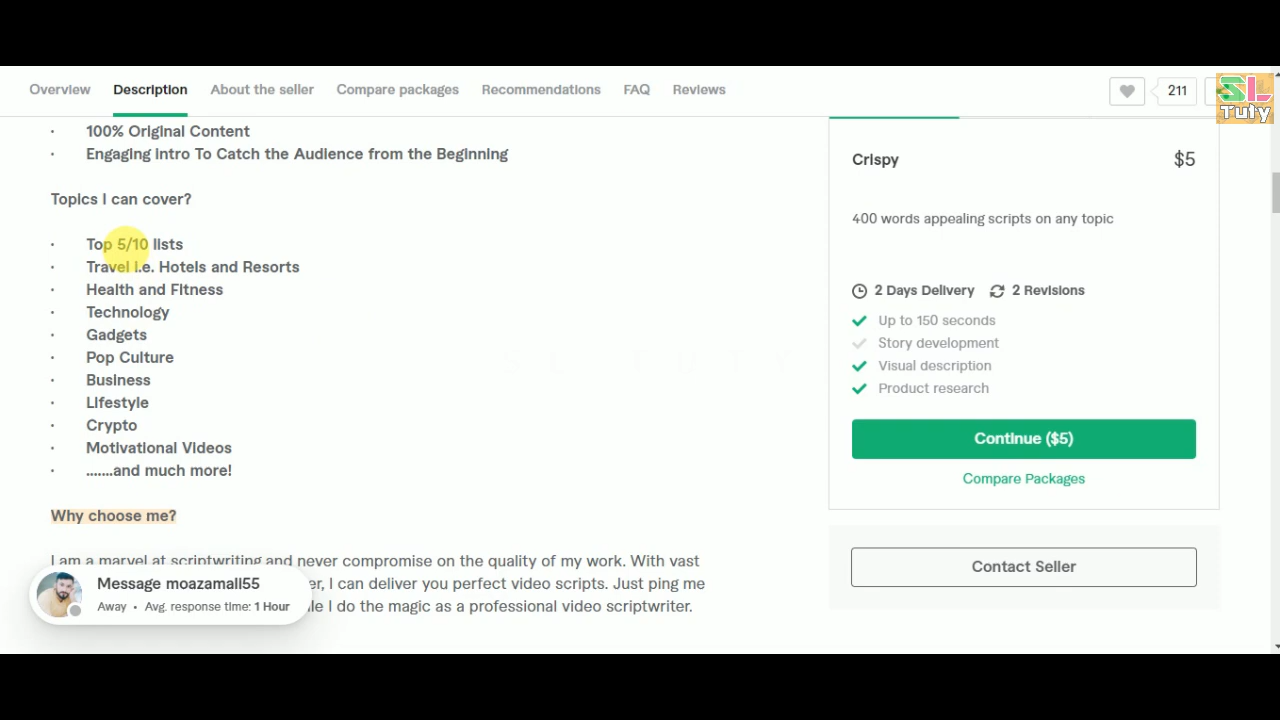 Overview Description About the seller Compare packages Recommendations FAQ Reviews
211
SL
Tuty
· 100% Original Content
· Engaging Intro To Catch the Audience from the Beginning
Topics I can cover?
· Top 5/10 lists
· Travel i.e. Hotels and Resorts
· Health and Fitness
· Technology
· Gadgets
· Pop Culture
· Business
· Lifestyle
· Crypto
· Motivational Videos
· .......and much more!
Why choose me?
I am a marvel at scriptwriting and never compromise on the quality of my work. With vast
er, I can deliver you perfect video scripts. Just ping me
le I do the magic as a professional video scriptwriter.
Message moazamali55
Away • Avg. response time: 1 Hour
Crispy $5
400 words appealing scripts on any topic
2 Days Delivery 2 Revisions
Up to 150 seconds
Story development
Visual description
Product research
Continue ($5)
Compare Packages
Contact Seller
SL TUTY